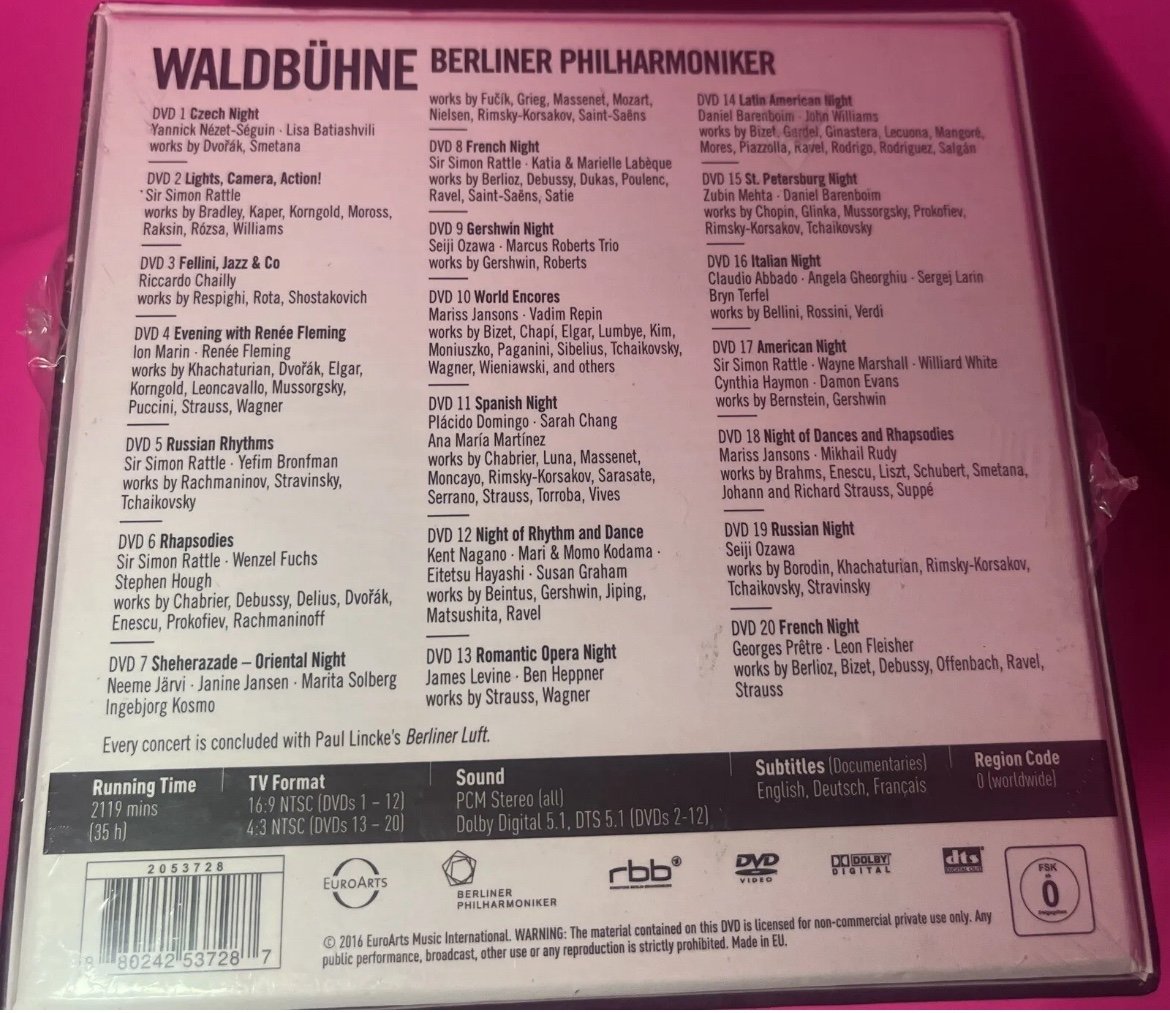 WALDBÜHNE BERLINER PHILHARMONIKER
DVD 1 Czech Night
Yannick Nézet-Séguin · Lisa Batiashvili
works by Dvořák, Smetana
DVD 2 Lights, Camera, Action!
Sir Simon Rattle
works by Bradley, Kaper, Korngold, Moross,
Raksin, Rózsa, Williams
DVD 3 Fellini, Jazz & Co
Riccardo Chailly
works by Respighi, Rota, Shostakovich
DVD 4 Evening with Renée Fleming
Ion Marin · Renée Fleming
works by Khachaturian, Dvořák, Elgar,
Korngold, Leoncavallo, Mussorgsky,
Puccini, Strauss, Wagner
DVD 5 Russian Rhythms
Sir Simon Rattle · Yefim Bronfman
works by Rachmaninov, Stravinsky,
Tchaikovsky
DVD 6 Rhapsodies
Sir Simon Rattle · Wenzel Fuchs
Stephen Hough
works by Chabrier, Debussy, Delius, Dvořák,
Enescu, Prokofiev, Rachmaninoff
DVD 7 Sheherazade – Oriental Night
Neeme Järvi · Janine Jansen · Marita Solberg
Ingebjorg Kosmo
works by Fučík, Grieg, Massenet, Mozart,
Nielsen, Rimsky-Korsakov, Saint-Saëns
DVD 8 French Night
Sir Simon Rattle · Katia & Marielle Labèque
works by Berlioz, Debussy, Dukas, Poulenc,
Ravel, Saint-Saëns, Satie
DVD 9 Gershwin Night
Seiji Ozawa · Marcus Roberts Trio
works by Gershwin, Roberts
DVD 10 World Encores
Mariss Jansons · Vadim Repin
works by Bizet, Chapí, Elgar, Lumbye, Kim,
Moniuszko, Paganini, Sibelius, Tchaikovsky,
Wagner, Wieniawski, and others
DVD 11 Spanish Night
Plácido Domingo · Sarah Chang
Ana María Martínez
works by Chabrier, Luna, Massenet,
Moncayo, Rimsky-Korsakov, Sarasate,
Serrano, Strauss, Torroba, Vives
DVD 12 Night of Rhythm and Dance
Kent Nagano · Mari & Momo Kodama ·
Eitetsu Hayashi · Susan Graham
works by Beintus, Gershwin, Jiping,
Matsushita, Ravel
DVD 13 Romantic Opera Night
James Levine · Ben Heppner
works by Strauss, Wagner
DVD 14 Latin American Night
Daniel Barenboim · John Williams
works by Bizet, Gardel, Ginastera, Lecuona, Mangoré,
Mores, Piazzolla, Ravel, Rodrigo, Rodríguez, Salgán
DVD 15 St. Petersburg Night
Zubin Mehta · Daniel Barenboim
works by Chopin, Glinka, Mussorgsky, Prokofiev,
Rimsky-Korsakov, Tchaikovsky
DVD 16 Italian Night
Claudio Abbado · Angela Gheorghiu · Sergej Larin
Bryn Terfel
works by Bellini, Rossini, Verdi
DVD 17 American Night
Sir Simon Rattle · Wayne Marshall · Williard White
Cynthia Haymon · Damon Evans
works by Bernstein, Gershwin
DVD 18 Night of Dances and Rhapsodies
Mariss Jansons · Mikhail Rudy
works by Brahms, Enescu, Liszt, Schubert, Smetana,
Johann and Richard Strauss, Suppé
DVD 19 Russian Night
Seiji Ozawa
works by Borodin, Khachaturian, Rimsky-Korsakov,
Tchaikovsky, Stravinsky
DVD 20 French Night
Georges Prêtre · Leon Fleisher
works by Berlioz, Bizet, Debussy, Offenbach, Ravel,
Strauss
Every concert is concluded with Paul Lincke's Berliner Luft.
Running Time
2119 mins
(35 h)
TV Format
16:9 NTSC (DVDs 1 – 12)
4:3 NTSC (DVDs 13 – 20)
Sound
PCM Stereo (all)
Dolby Digital 5.1, DTS 5.1 (DVDs 2-12)
Subtitles (Documentaries)
English, Deutsch, Français
Region Code
0 (worldwide)
2053728
8 80242 53728 7
EUROARTS
BERLINER
PHILHARMONIKER
rbb
DVD
VIDEO
DOLBY
DIGITAL
dts
DIGITAL OUT
FSK
0
© 2016 EuroArts Music International. WARNING: The material contained on this DVD is licensed for non-commercial private use only. Any
public performance, broadcast, other use or any reproduction is strictly prohibited. Made in EU.